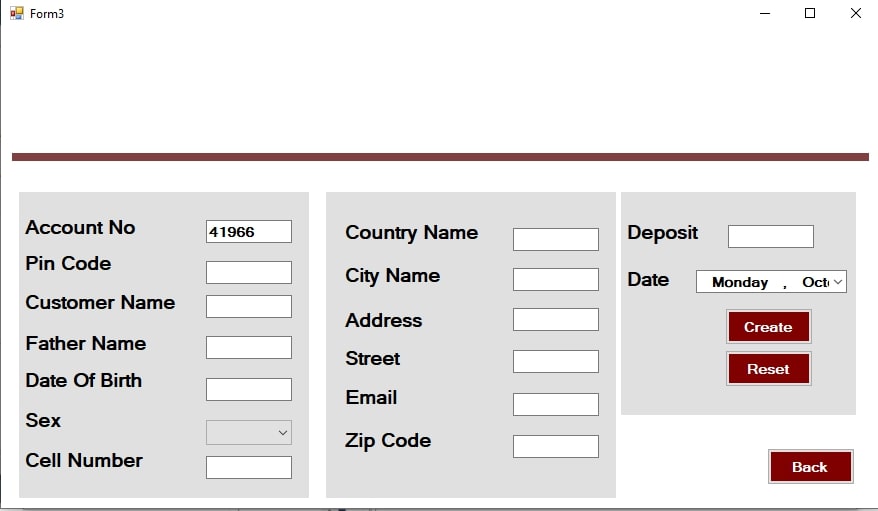 Form3
Account No 41966
Pin Code
Customer Name
Father Name
Date Of Birth
Sex
Cell Number
Country Name
City Name
Address
Street
Email
Zip Code
Deposit
Date Monday ,
Create
Reset
Back